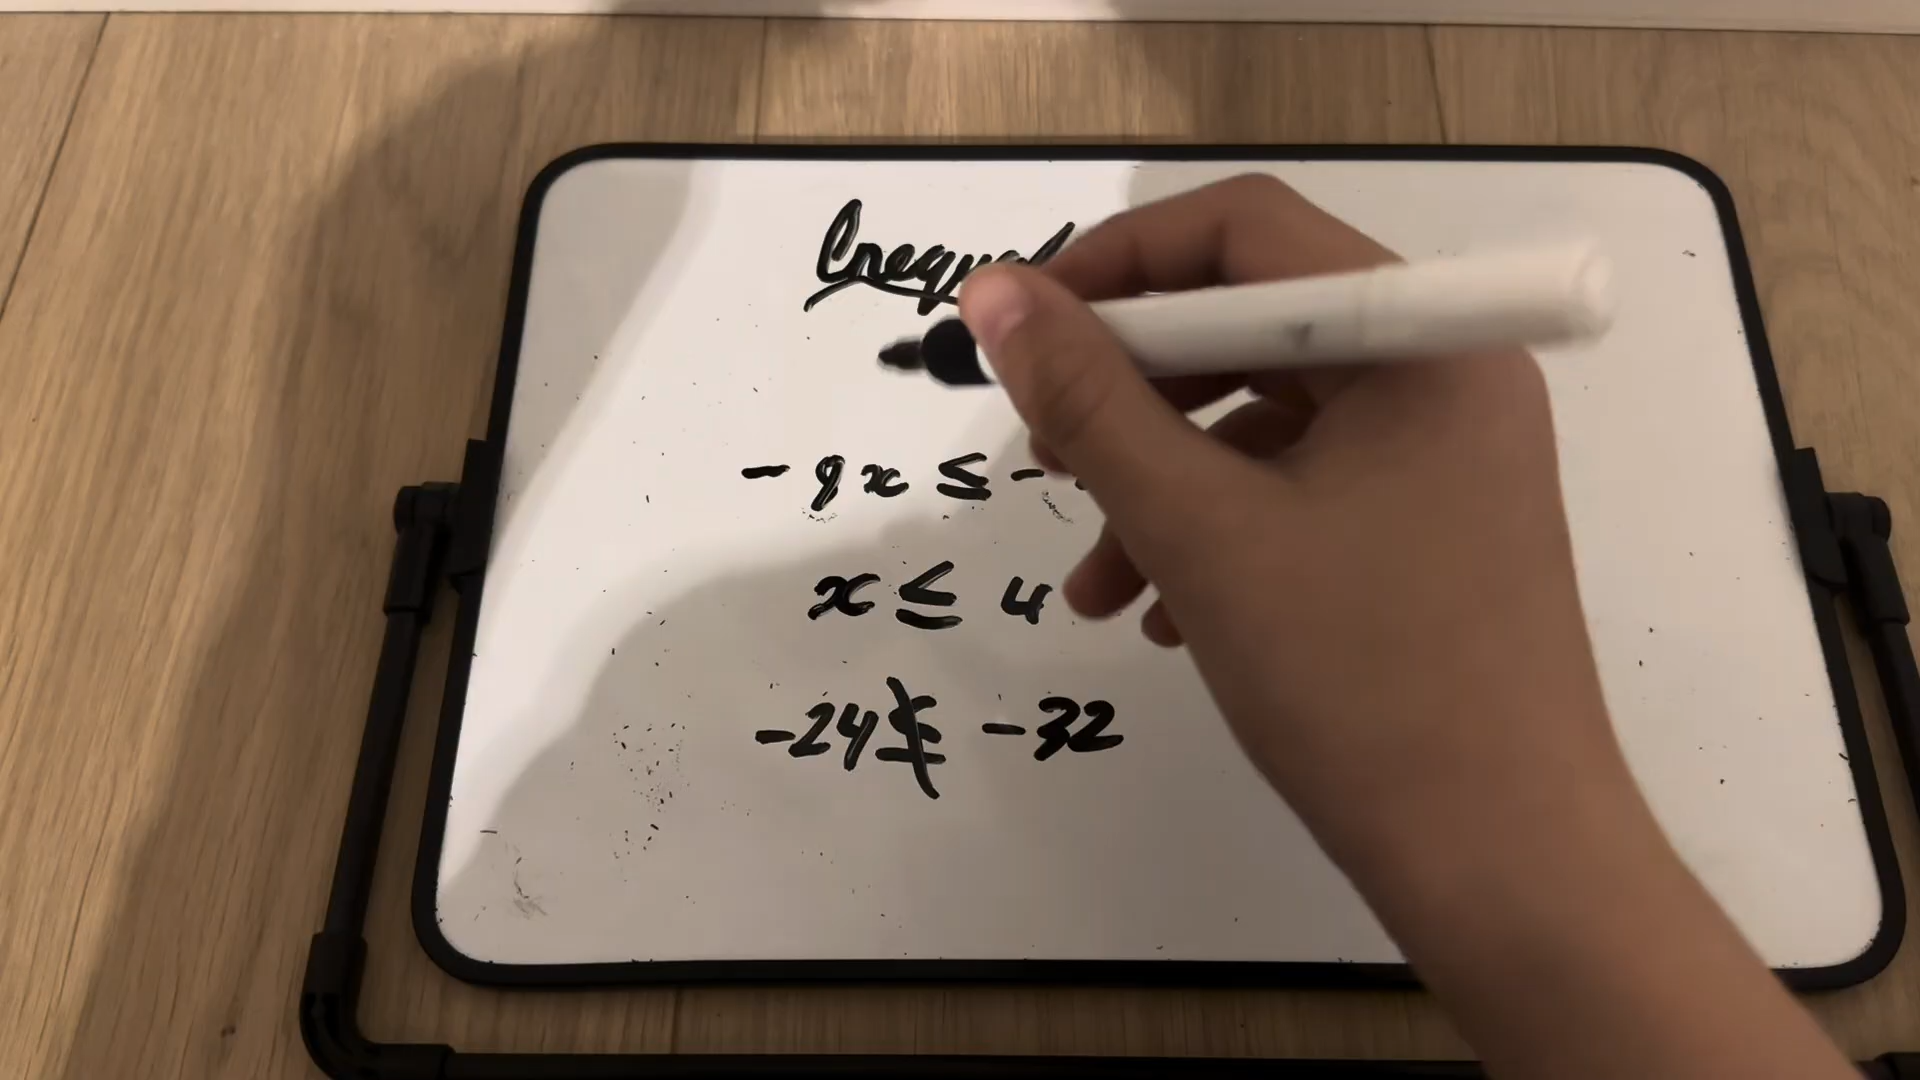 - 8x ≤ -
x ≤ 4
-24 ≰ -32